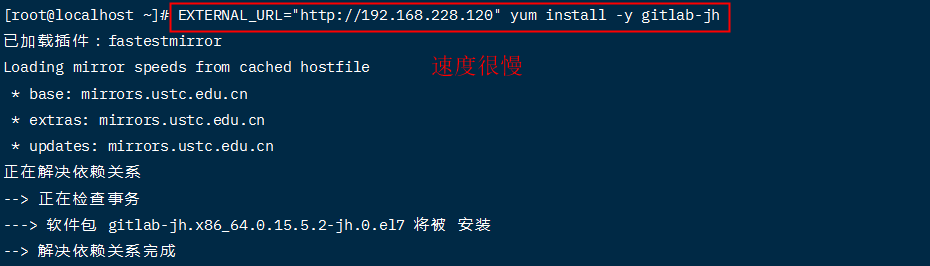 [root@localhost ~]# EXTERNAL_URL="http://192.168.228.120" yum install -y gitlab-jh
已加载插件：fastestmirror
Loading mirror speeds from cached hostfile 速度很慢
 * base: mirrors.ustc.edu.cn
 * extras: mirrors.ustc.edu.cn
 * updates: mirrors.ustc.edu.cn
正在解决依赖关系
--> 正在检查事务
---> 软件包 gitlab-jh.x86_64.0.15.5.2-jh.0.el7 将被 安装
--> 解决依赖关系完成